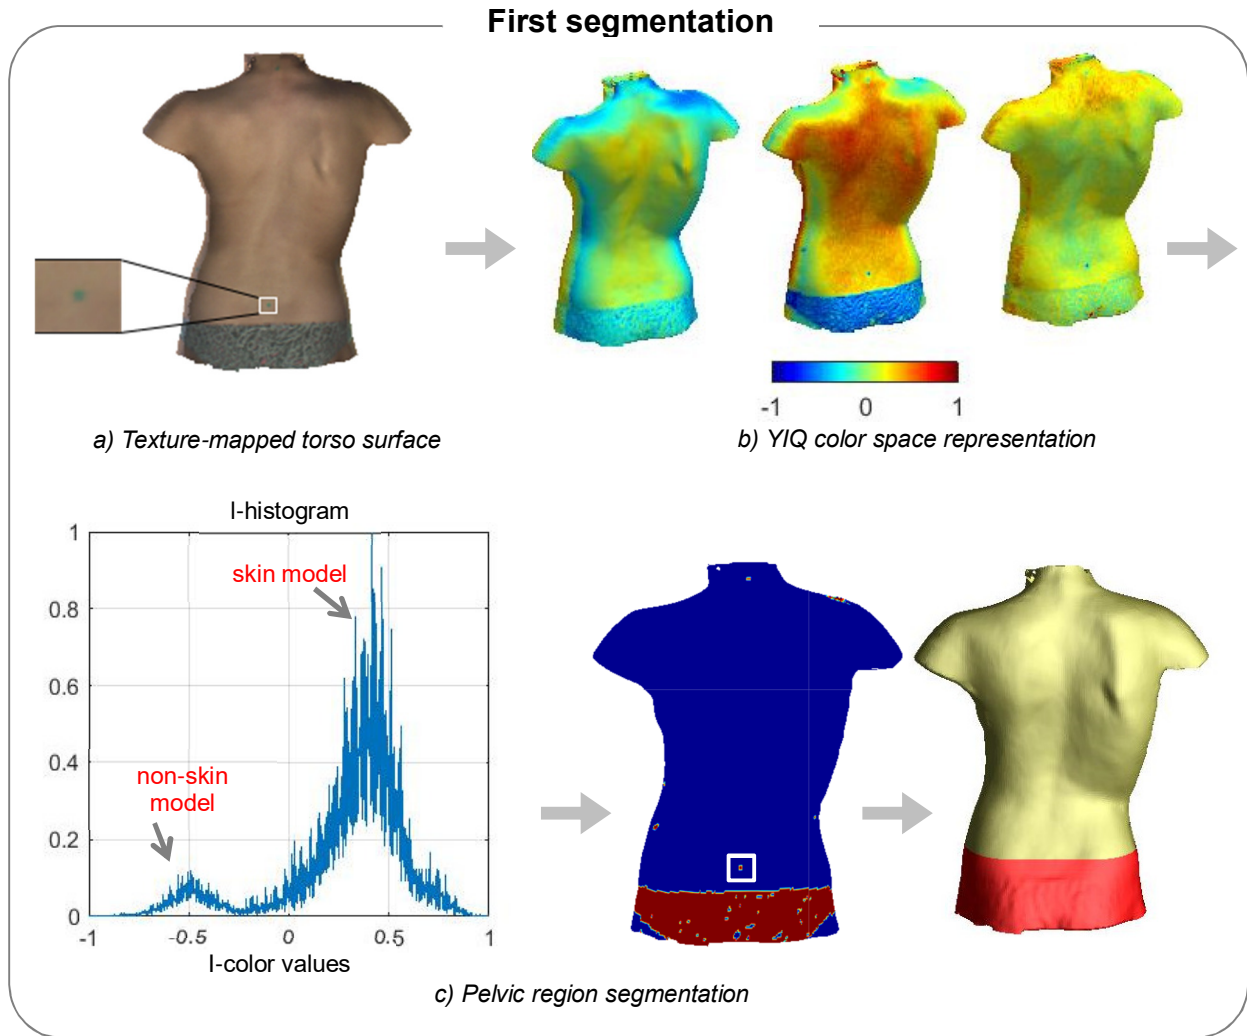 First segmentation
-1 0 1
a) Texture-mapped torso surface
b) YIQ color space representation
I-histogram
1
0.8
0.6
0.4
0.2
0
skin model
non-skin
model
-1 -0.5 0 0.5 1
I-color values
c) Pelvic region segmentation